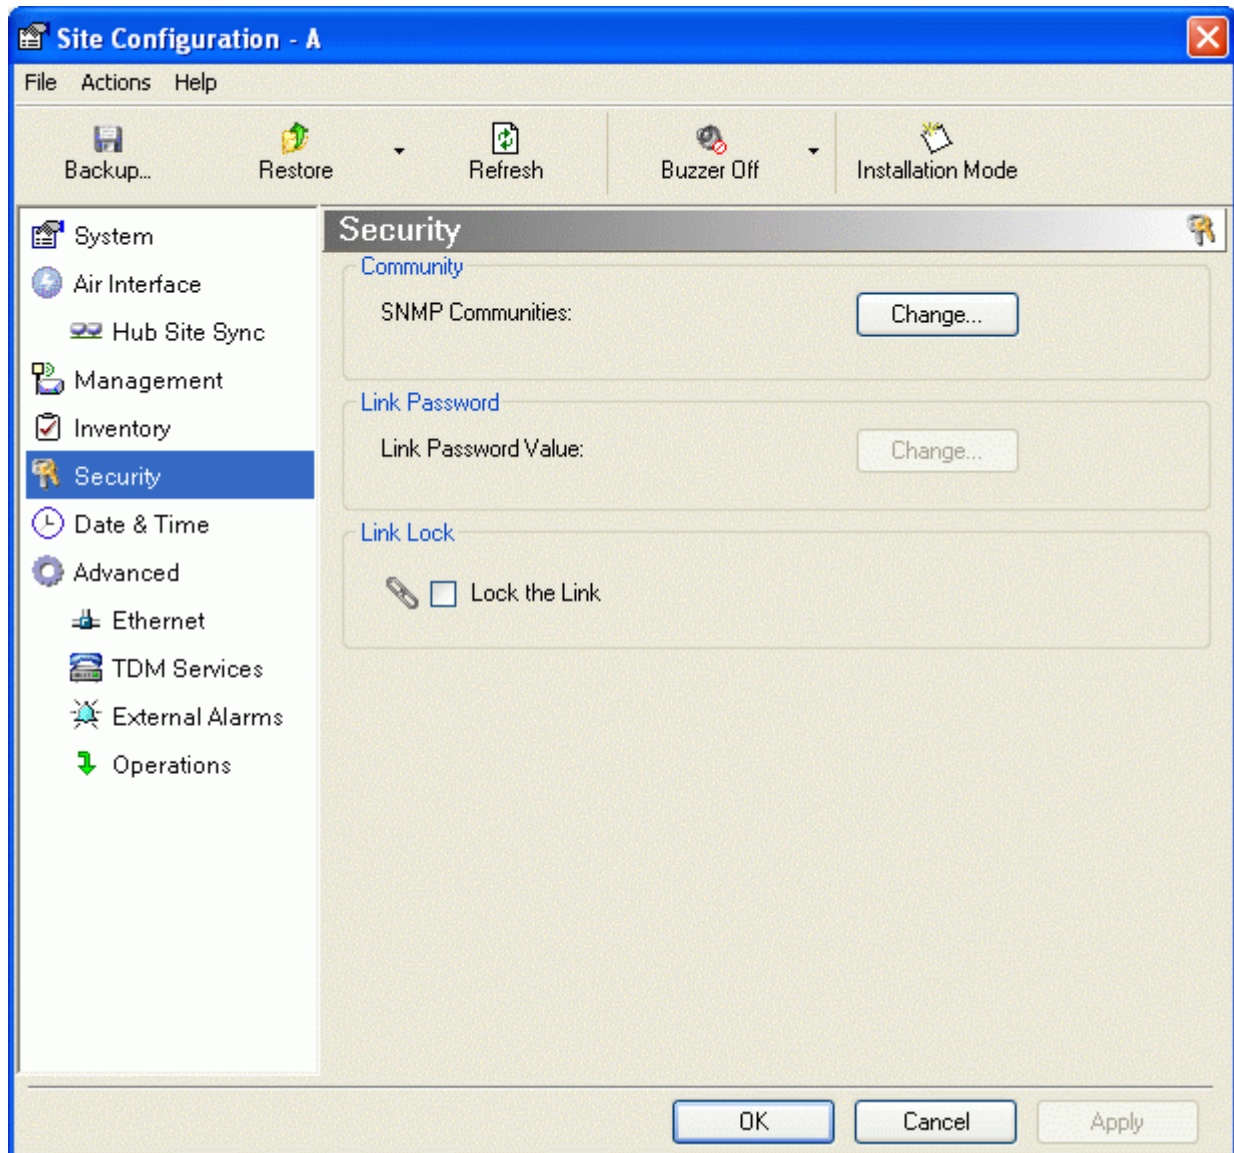 Site Configuration - A
File Actions Help
Backup... Restore Refresh Buzzer Off Installation Mode
System
Air Interface
Hub Site Sync
Management
Inventory
Security
Date & Time
Advanced
Ethernet
TDM Services
External Alarms
Operations
Security
Community
SNMP Communities: Change...
Link Password
Link Password Value: Change...
Link Lock
Lock the Link
OK Cancel Apply